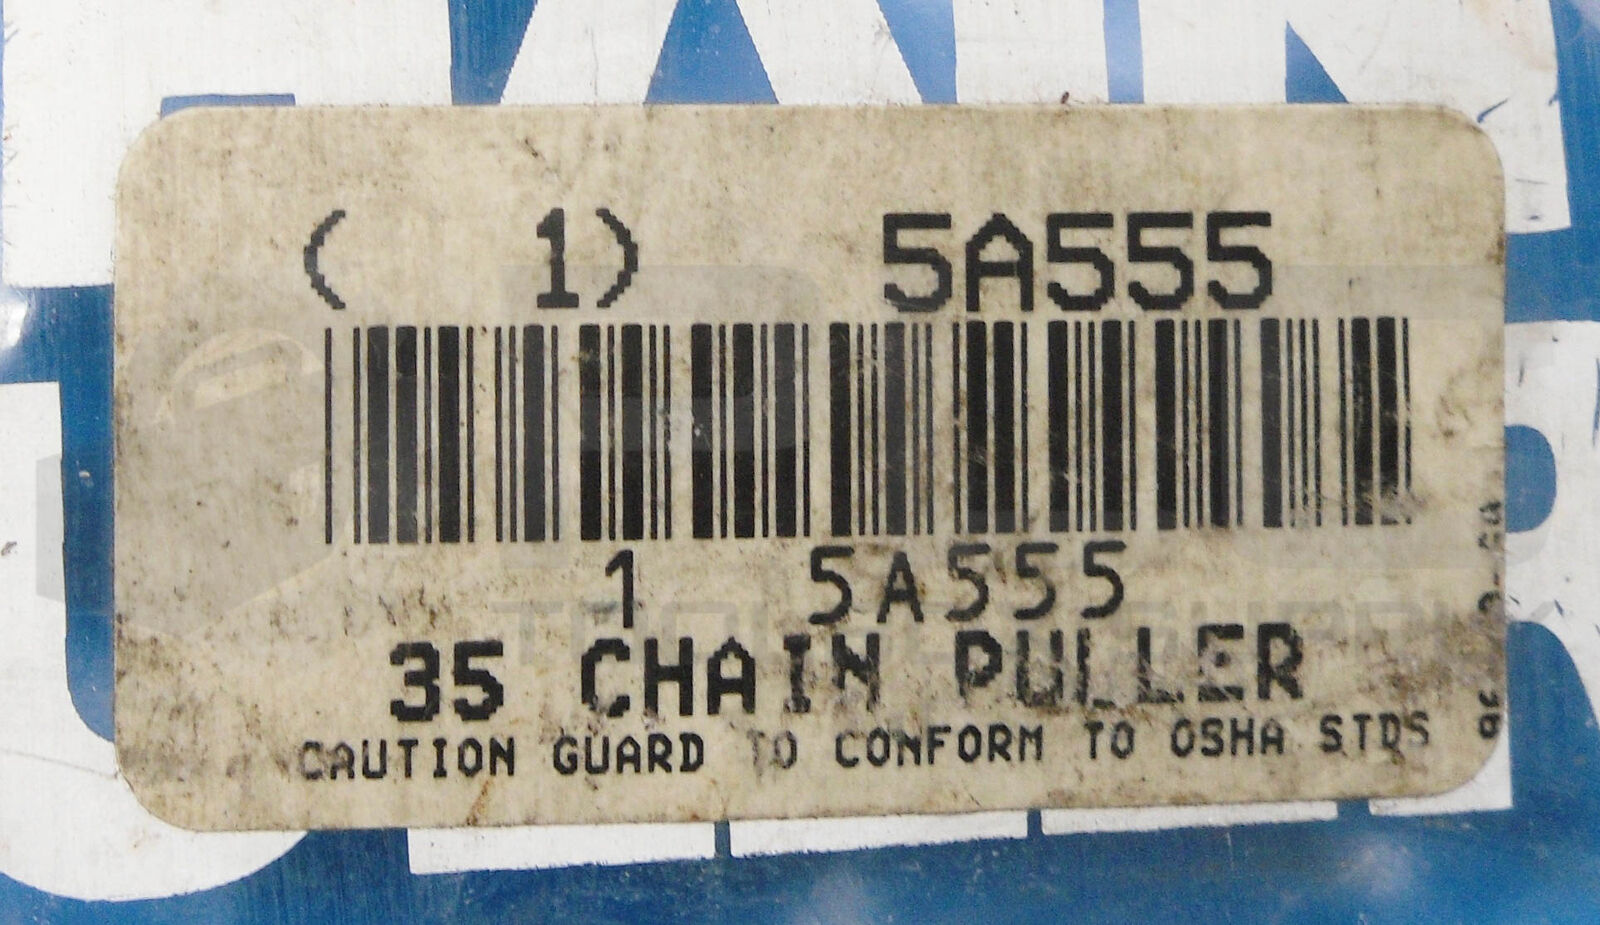 ( 1) 5A555
1 5A555
35 CHAIN PULLER
CAUTION GUARD TO CONFORM TO OSHA STDS